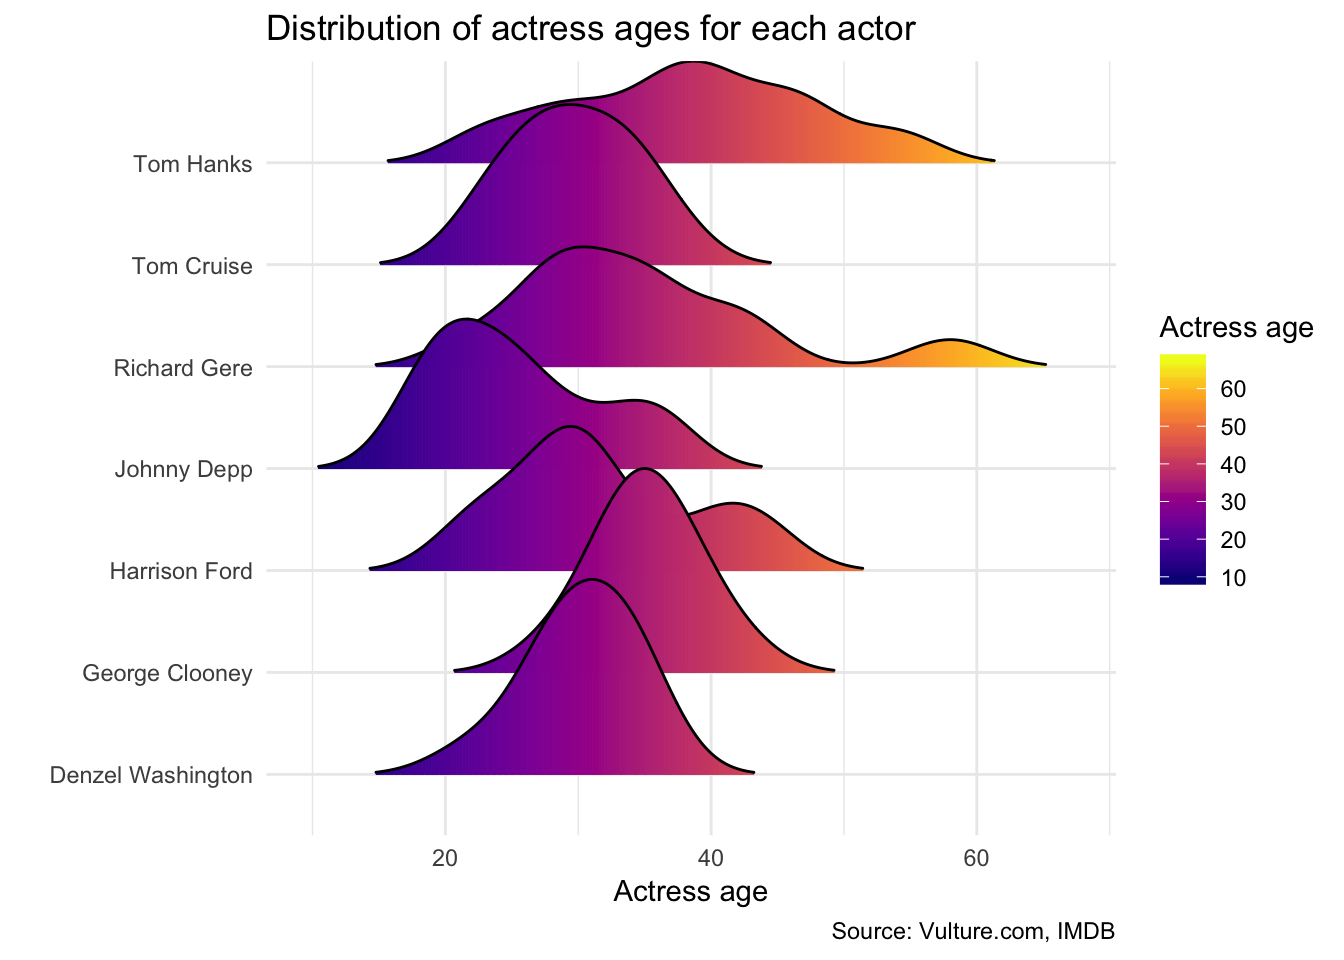 Distribution of actress ages for each actor
Tom Hanks
Tom Cruise
Richard Gere
Johnny Depp
Harrison Ford
George Clooney
Denzel Washington
20 40 60
Actress age
Source: Vulture.com, IMDB
Actress age
60
50
40
30
20
10